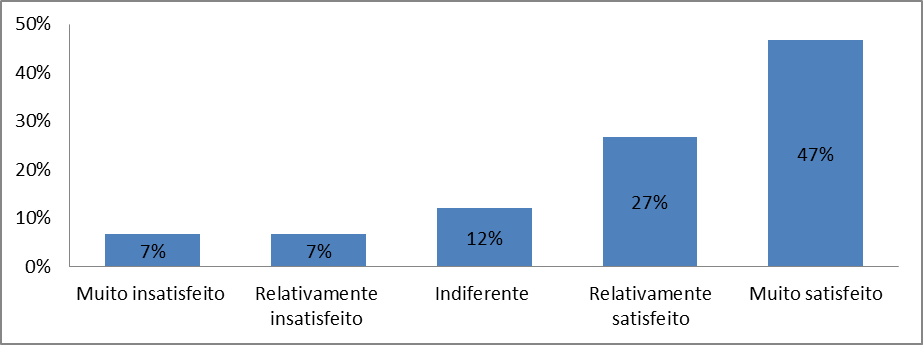 50%
40%
30%
20%
10%
0%
7%
7%
12%
27%
47%
Muito insatisfeito
Relativamente
insatisfeito
Indiferente
Relativamente
satisfeito
Muito satisfeito